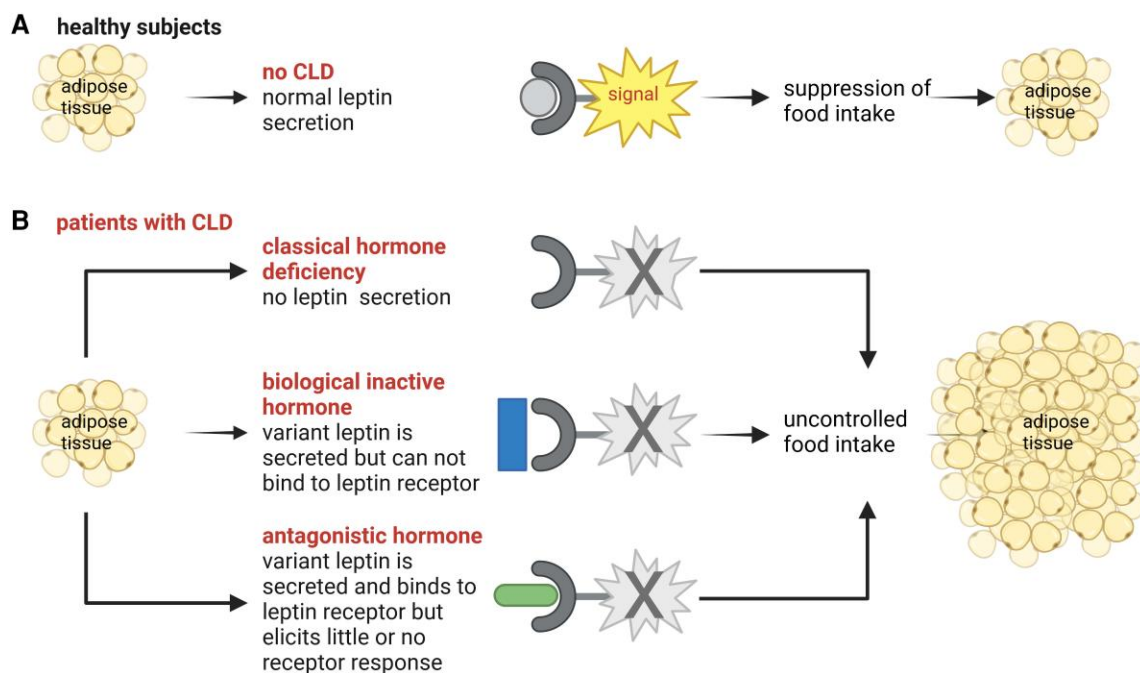 A healthy subjects
adipose
tissue
no CLD
normal leptin
secretion
signal
suppression of
food intake
adipose
tissue
B patients with CLD
classical hormone
deficiency
no leptin secretion
adipose
tissue
biological inactive
hormone
variant leptin is
secreted but can not
bind to leptin receptor
antagonistic hormone
variant leptin is
secreted and binds to
leptin receptor but
elicits little or no
receptor response
X
X
X
uncontrolled
food intake
adipose
tissue